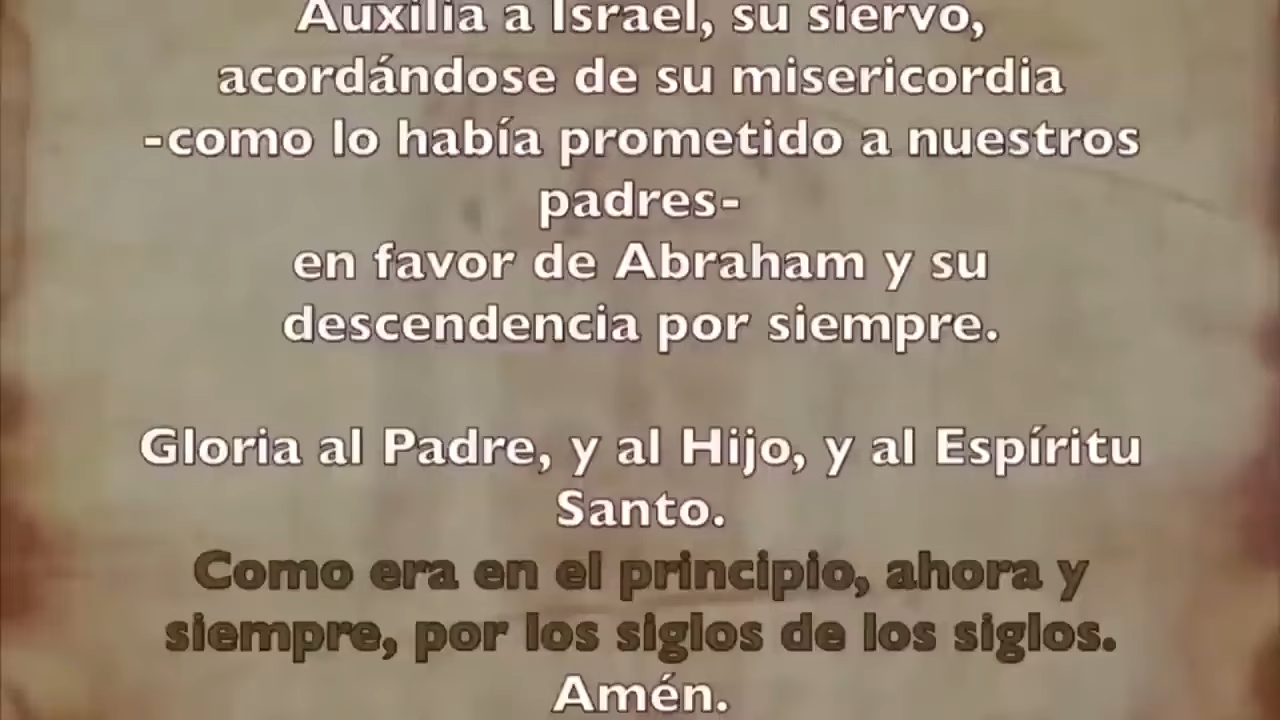 Auxilia a Israel, su siervo,
acordándose de su misericordia
-como lo había prometido a nuestros
padres-
en favor de Abraham y su
descendencia por siempre.
Gloria al Padre, y al Hijo, y al Espíritu
Santo.
Como era en el principio, ahora y
siempre, por los siglos de los siglos.
Amén.